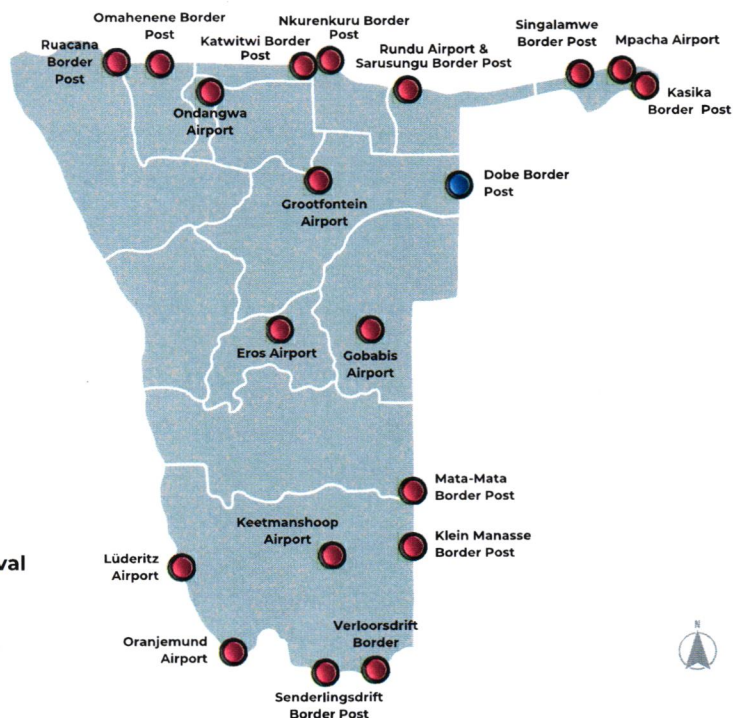 Omahenene Border
Post
Nkurenkuru Border
Post
Ruacana
Border
Post
Katwitwi Border
Post
Rundu Airport &
Sarusungu Border Post
Singalamwe
Border Post
Mpacha Airport
Kasika
Border Post
Ondangwa
Airport
Dobe Border
Post
Grootfontein
Airport
Eros Airport
Gobabis
Airport
Mata-Mata
Border Post
Keetmanshoop
Airport
Klein Manasse
Border Post
val
Lüderitz
Airport
Oranjemund
Airport
Verloorsdrift
Border
Senderlingsdrift
Border Post
N